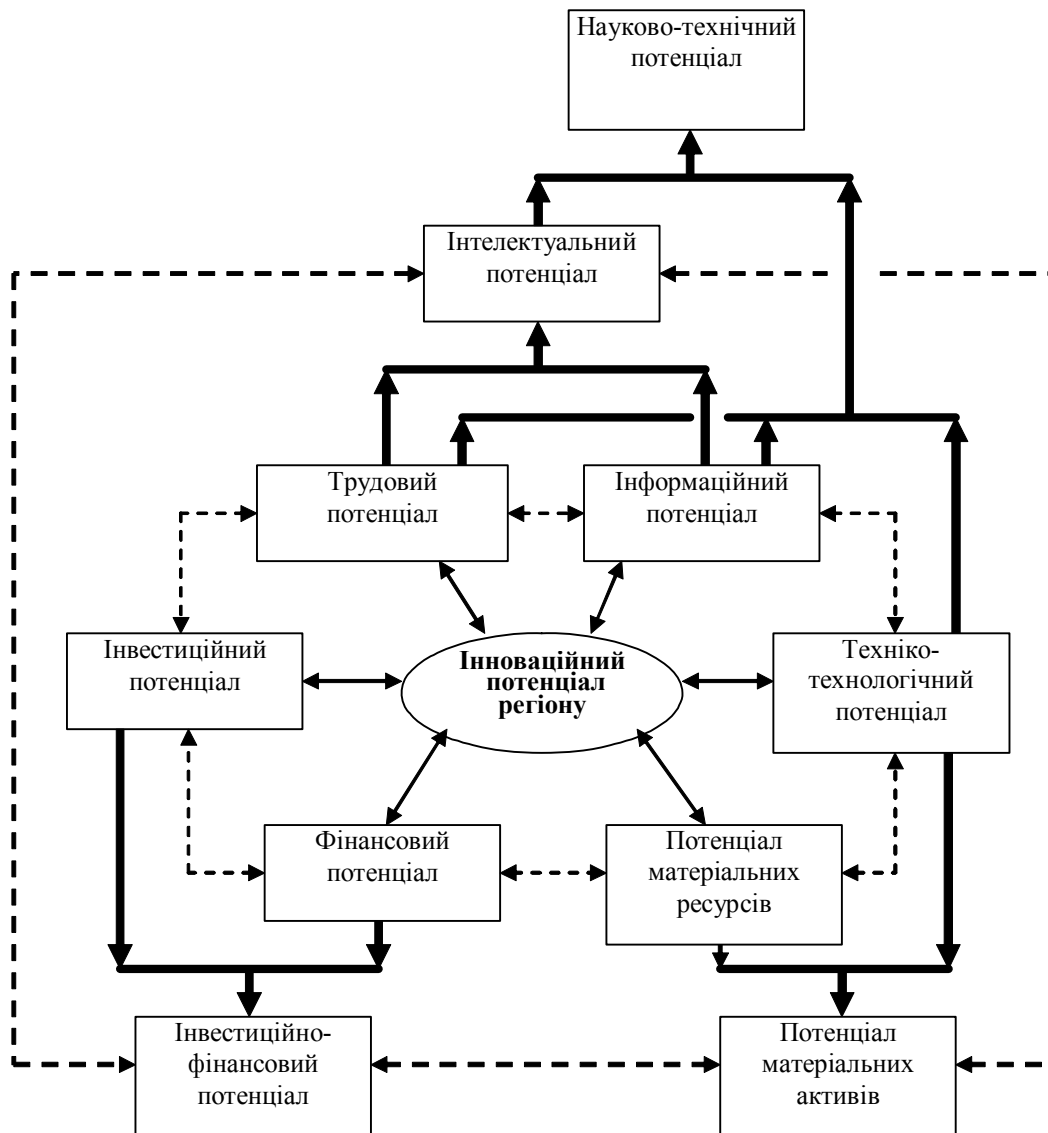 Науково-технічний
потенціал
Інтелектуальний
потенціал
Трудовий
потенціал
Інформаційний
потенціал
Інвестиційний
потенціал
Інноваційний
потенціал
регіону
Техніко-
технологічний
потенціал
Фінансовий
потенціал
Потенціал
матеріальних
ресурсів
Інвестиційно-
фінансовий
потенціал
Потенціал
матеріальних
активів